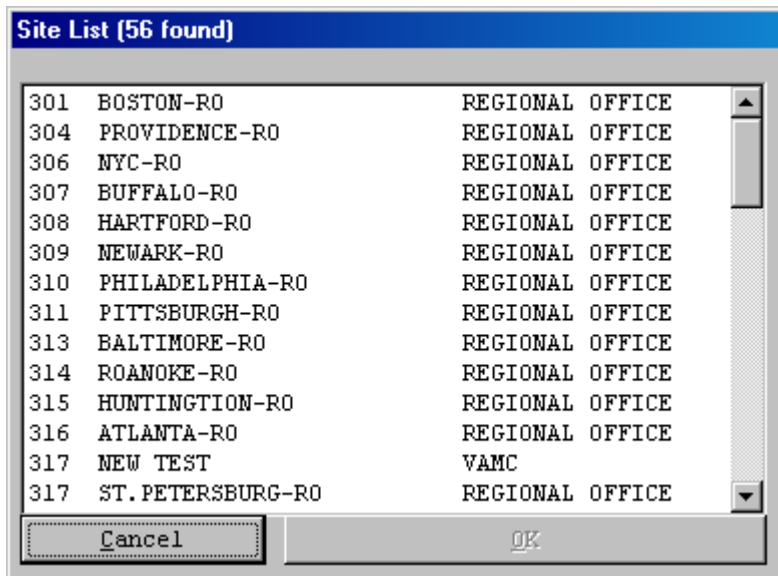 Site List (56 found)
301 BOSTON-RO REGIONAL OFFICE
304 PROVIDENCE-RO REGIONAL OFFICE
306 NYC-RO REGIONAL OFFICE
307 BUFFALO-RO REGIONAL OFFICE
308 HARTFORD-RO REGIONAL OFFICE
309 NEWARK-RO REGIONAL OFFICE
310 PHILADELPHIA-RO REGIONAL OFFICE
311 PITTSBURGH-RO REGIONAL OFFICE
313 BALTIMORE-RO REGIONAL OFFICE
314 ROANOKE-RO REGIONAL OFFICE
315 HUNTINGTION-RO REGIONAL OFFICE
316 ATLANTA-RO REGIONAL OFFICE
317 NEW TEST VAMC
317 ST.PETERSBURG-RO REGIONAL OFFICE
Cancel OK